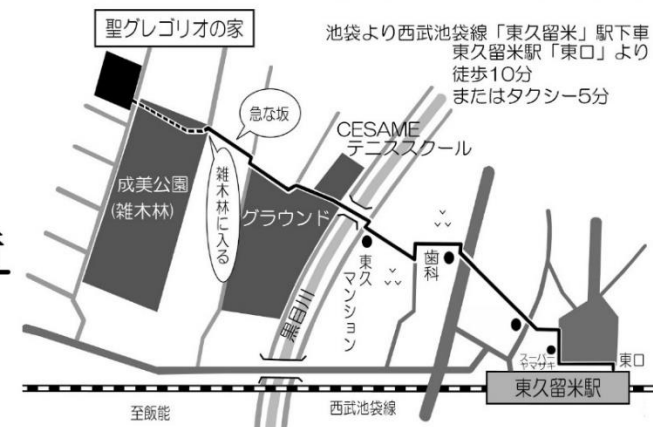 聖グレゴリオの家
池袋より西武池袋線「東久留米」駅下車
東久留米駅「東口」より
徒歩10分
またはタクシー5分
急な坂
CESAME
テニススクール
成美公園
(雑木林)
雑木林に入る
グラウンド
黒目川
東久
マンション
歯科
スーパー
ヤマザキ
東口
東久留米駅
至飯能
西武池袋線